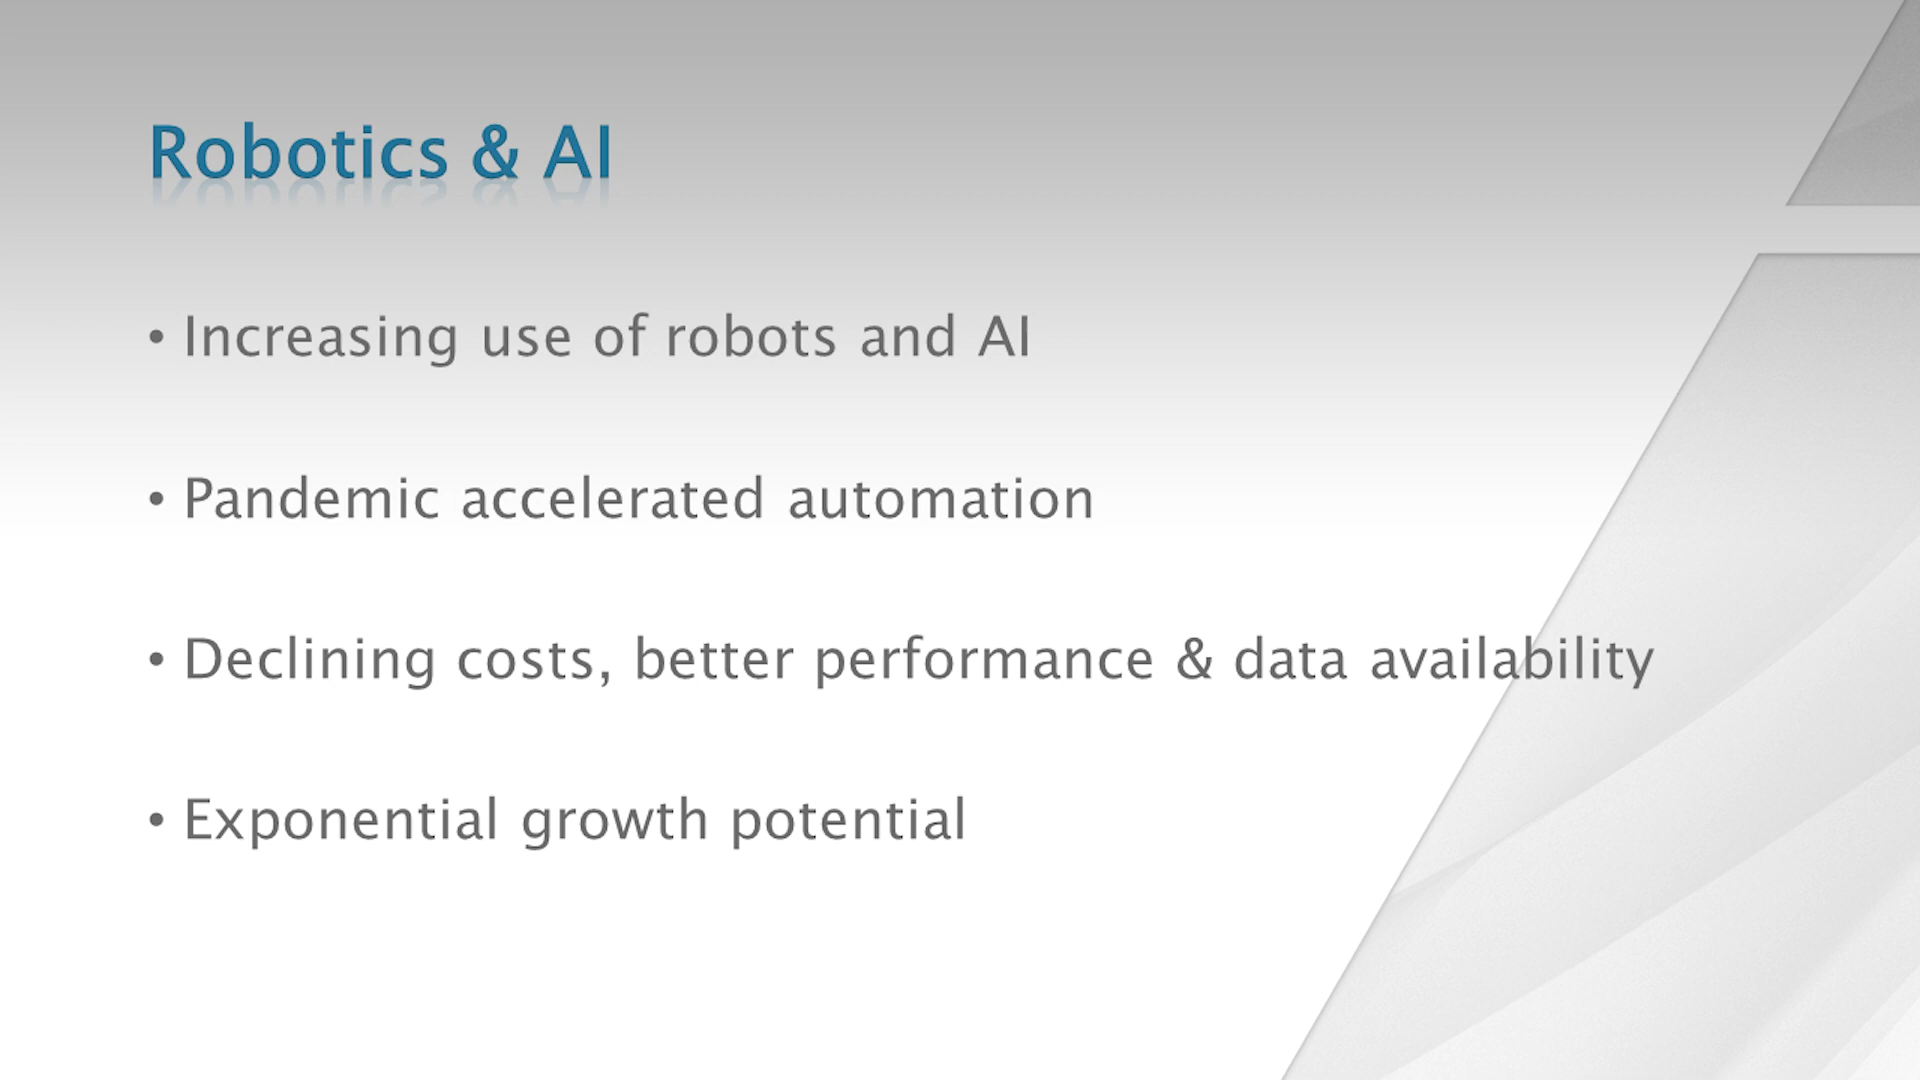 Robotics & AI
• Increasing use of robots and AI
• Pandemic accelerated automation
• Declining costs, better performance & data availability
• Exponential growth potential